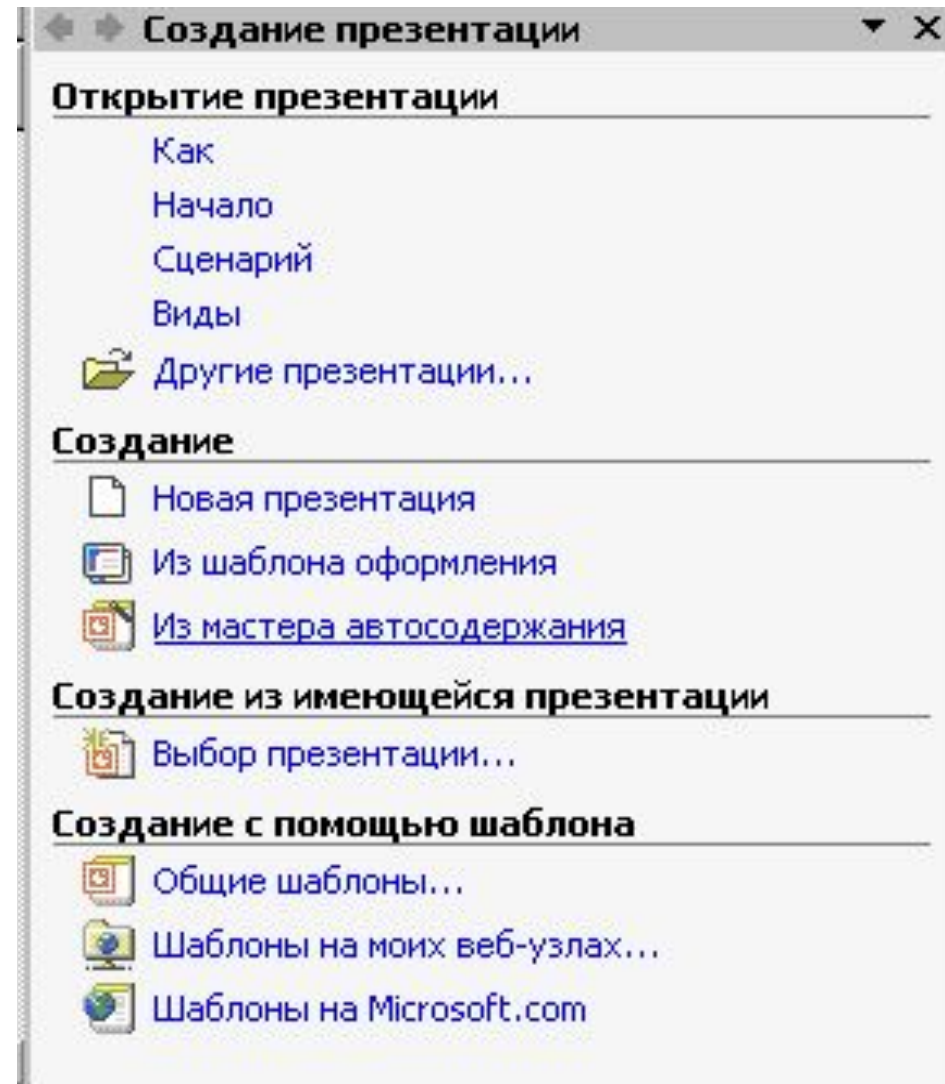 Создание презентации
Открытие презентации
Как
Начало
Сценарий
Виды
Другие презентации...
Создание
Новая презентация
Из шаблона оформления
Из мастера автосодержания
Создание из имеющейся презентации
Выбор презентации...
Создание с помощью шаблона
Общие шаблоны...
Шаблоны на моих веб-узлах...
Шаблоны на Microsoft.com